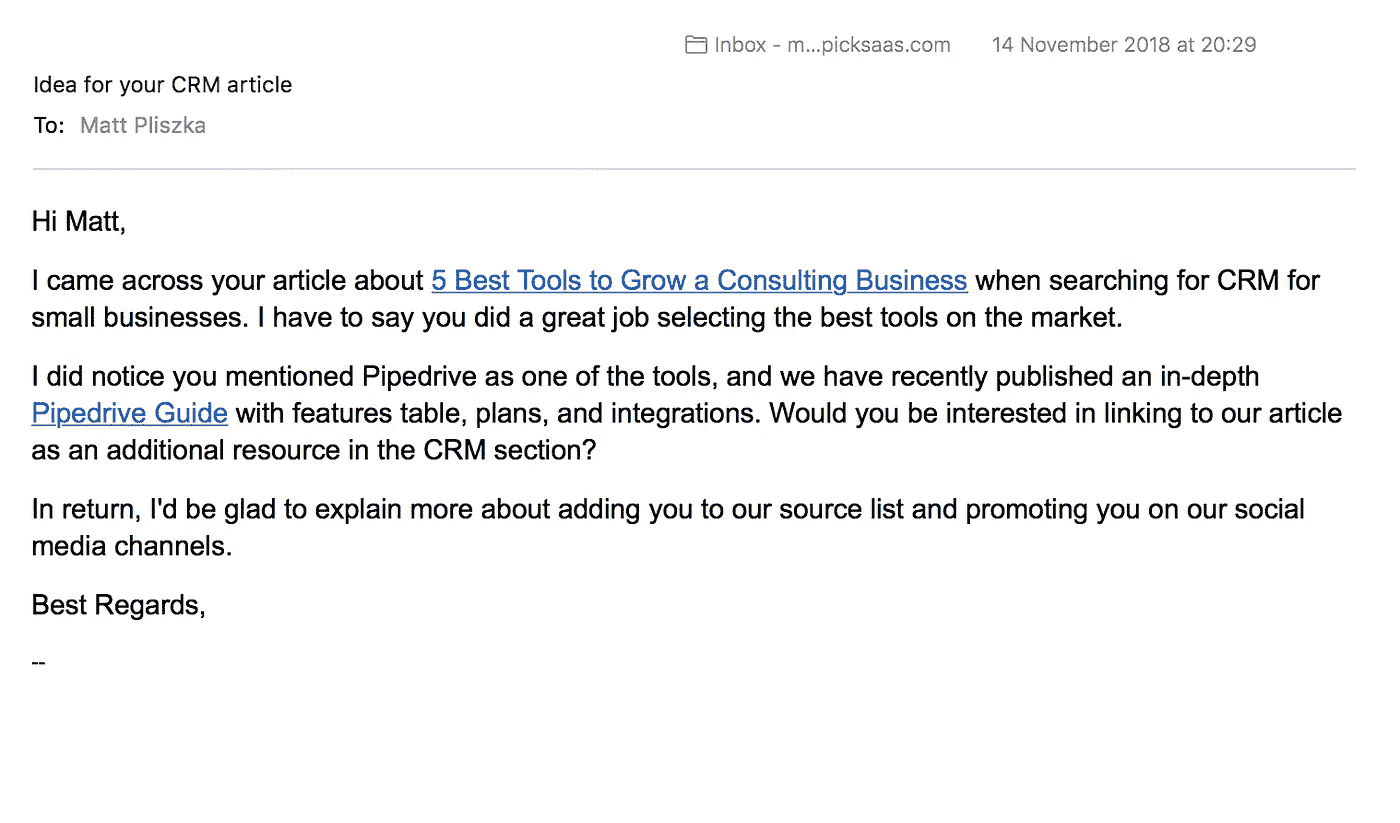 Inbox - m...picksaas.com 14 November 2018 at 20:29
Idea for your CRM article
To: Matt Pliszka
Hi Matt,
I came across your article about 5 Best Tools to Grow a Consulting Business when searching for CRM for
small businesses. I have to say you did a great job selecting the best tools on the market.
I did notice you mentioned Pipedrive as one of the tools, and we have recently published an in-depth
Pipedrive Guide with features table, plans, and integrations. Would you be interested in linking to our article
as an additional resource in the CRM section?
In return, I'd be glad to explain more about adding you to our source list and promoting you on our social
media channels.
Best Regards,
--